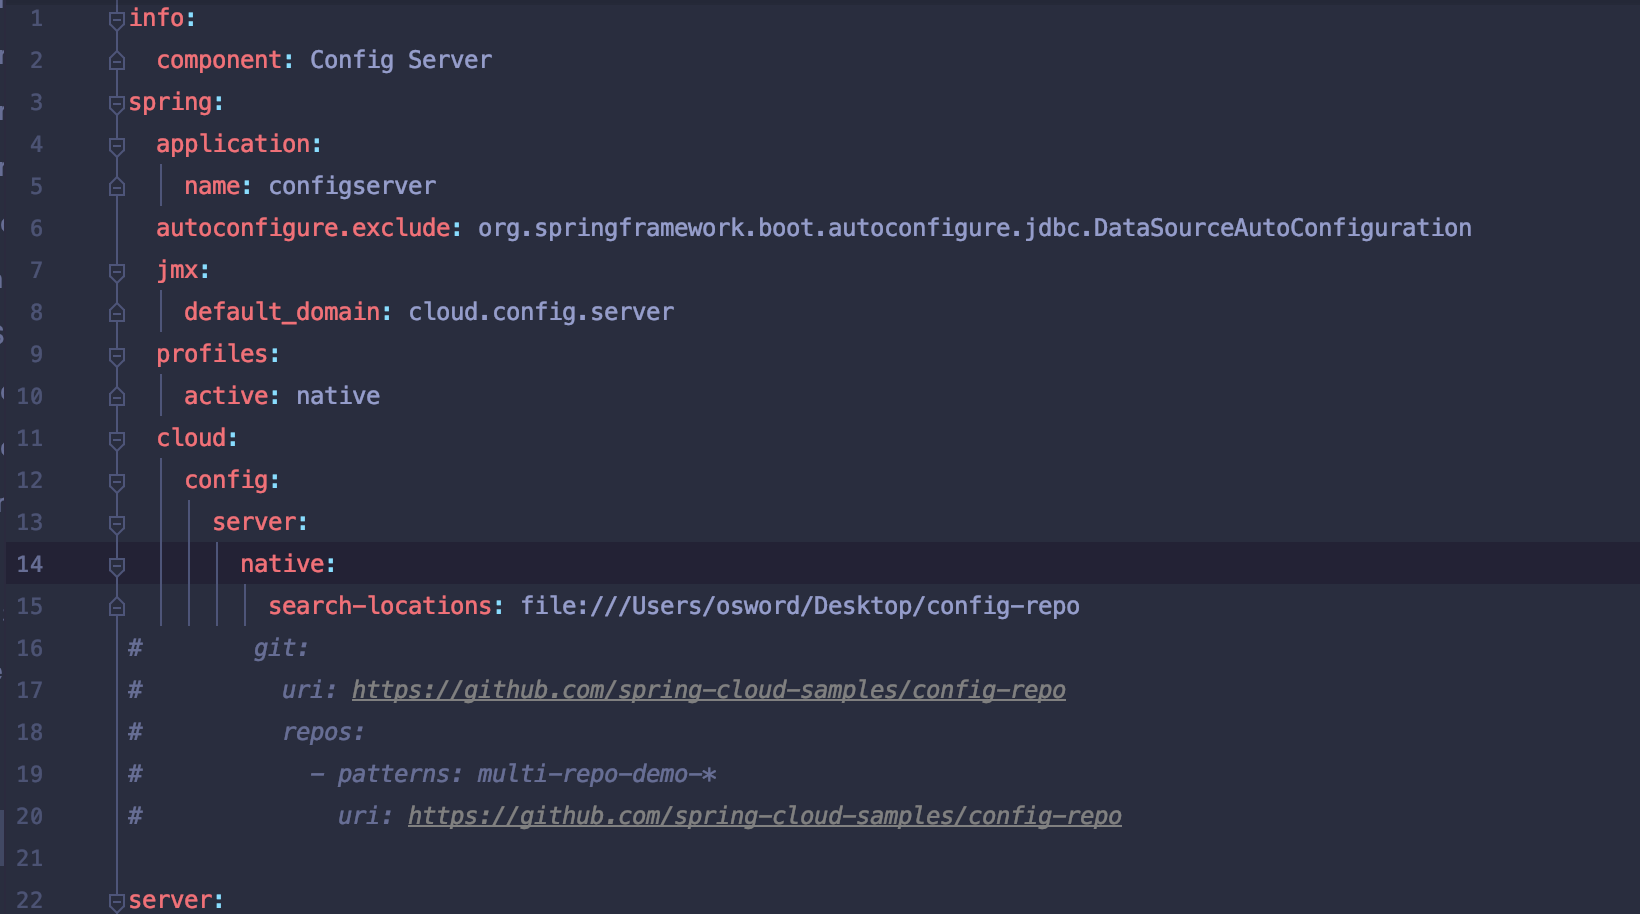 1 info:
2 component: Config Server
3 spring:
4 application:
5 name: configserver
6 autoconfigure.exclude: org.springframework.boot.autoconfigure.jdbc.DataSourceAutoConfiguration
7 jmx:
8 default_domain: cloud.config.server
9 profiles:
10 active: native
11 cloud:
12 config:
13 server:
14 native:
15 search-locations: file:///Users/osword/Desktop/config-repo
16 # git:
17 # uri: https://github.com/spring-cloud-samples/config-repo
18 # repos:
19 # - patterns: multi-repo-demo-*
20 # uri: https://github.com/spring-cloud-samples/config-repo
21
22 server: